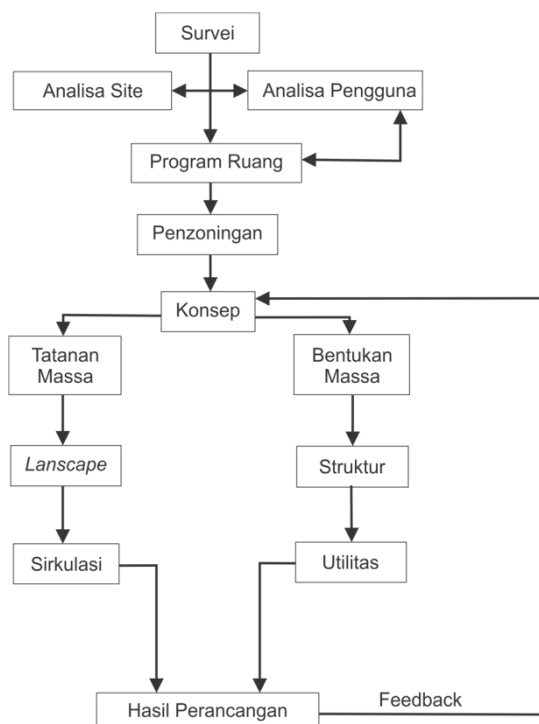 Survei
Analisa Site
Analisa Pengguna
Program Ruang
Penzoningan
Konsep
Tatanan
Massa
Bentukan
Massa
Lanscape
Struktur
Sirkulasi
Utilitas
Hasil Perancangan
Feedback